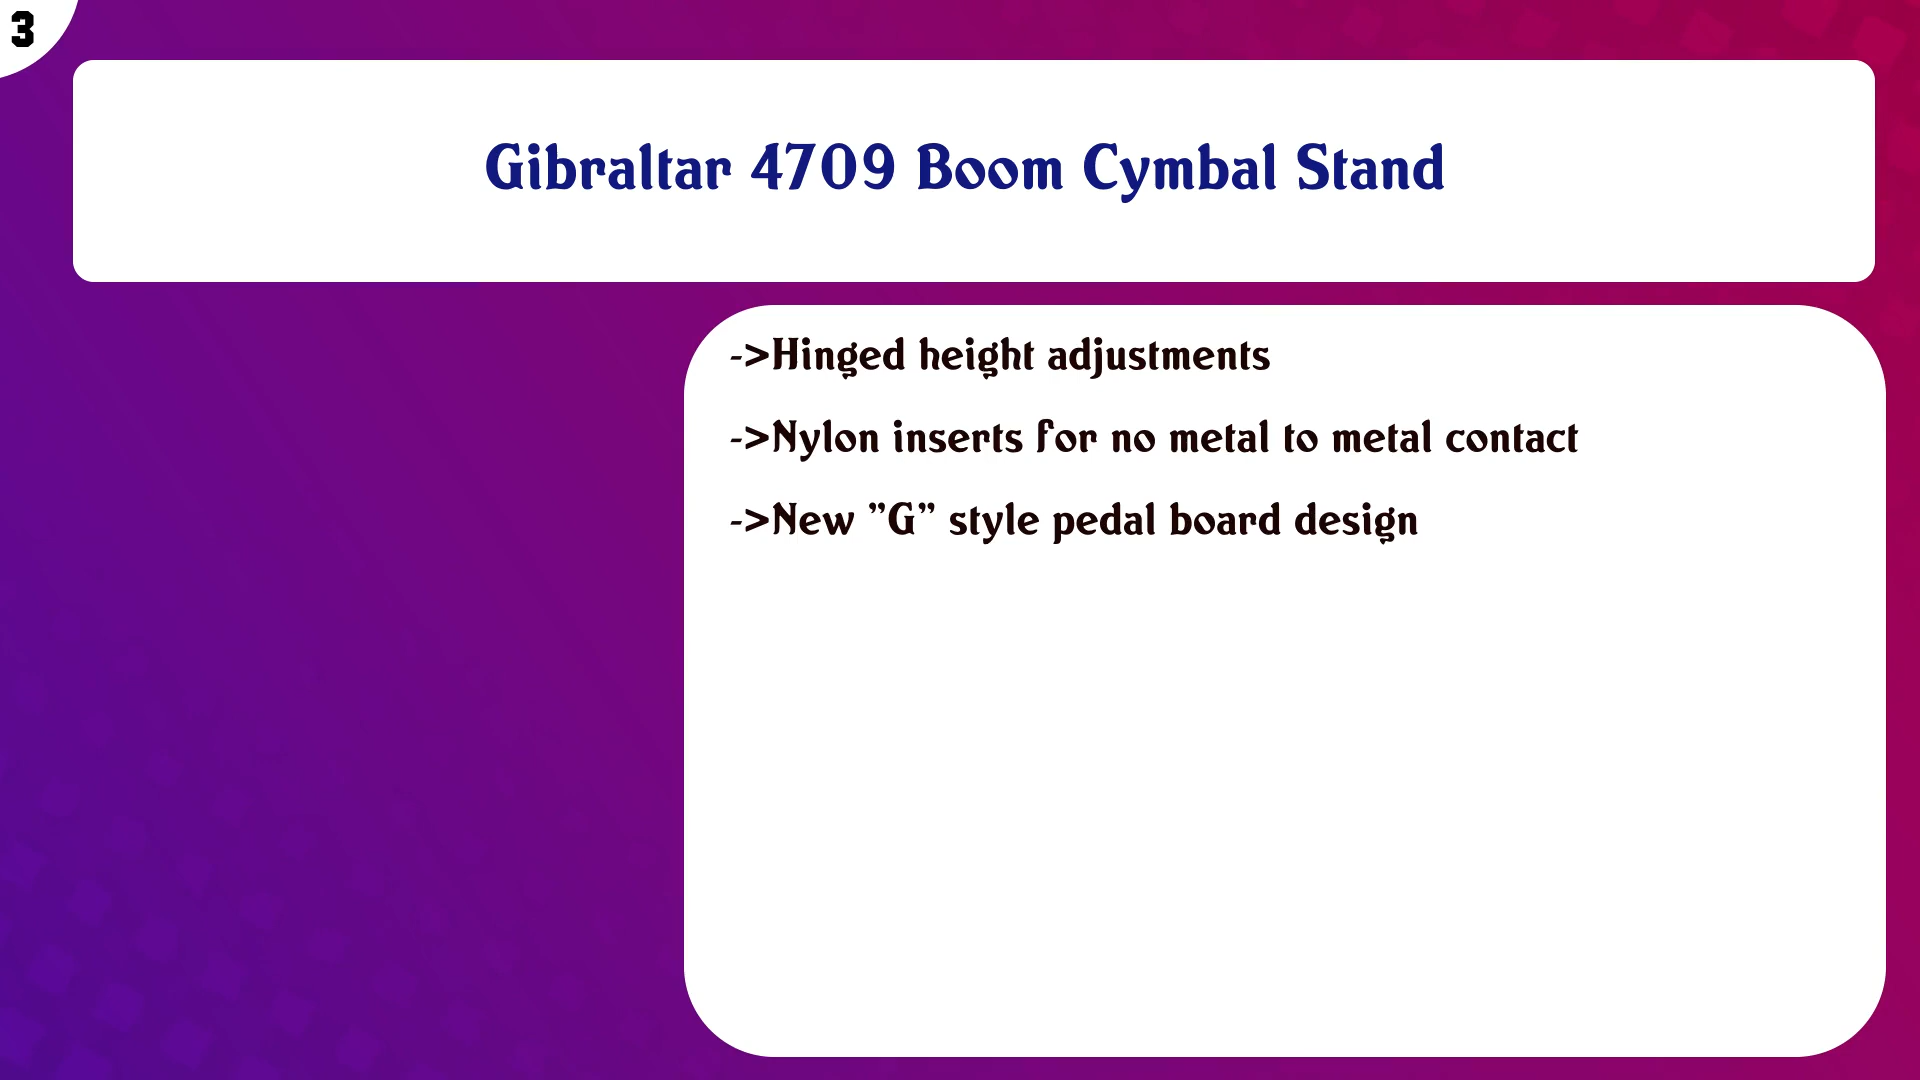 3
Gibraltar 4709 Boom Cymbal Stand
->Hinged height adjustments
->Nylon inserts for no metal to metal contact
->New ”G” style pedal board design